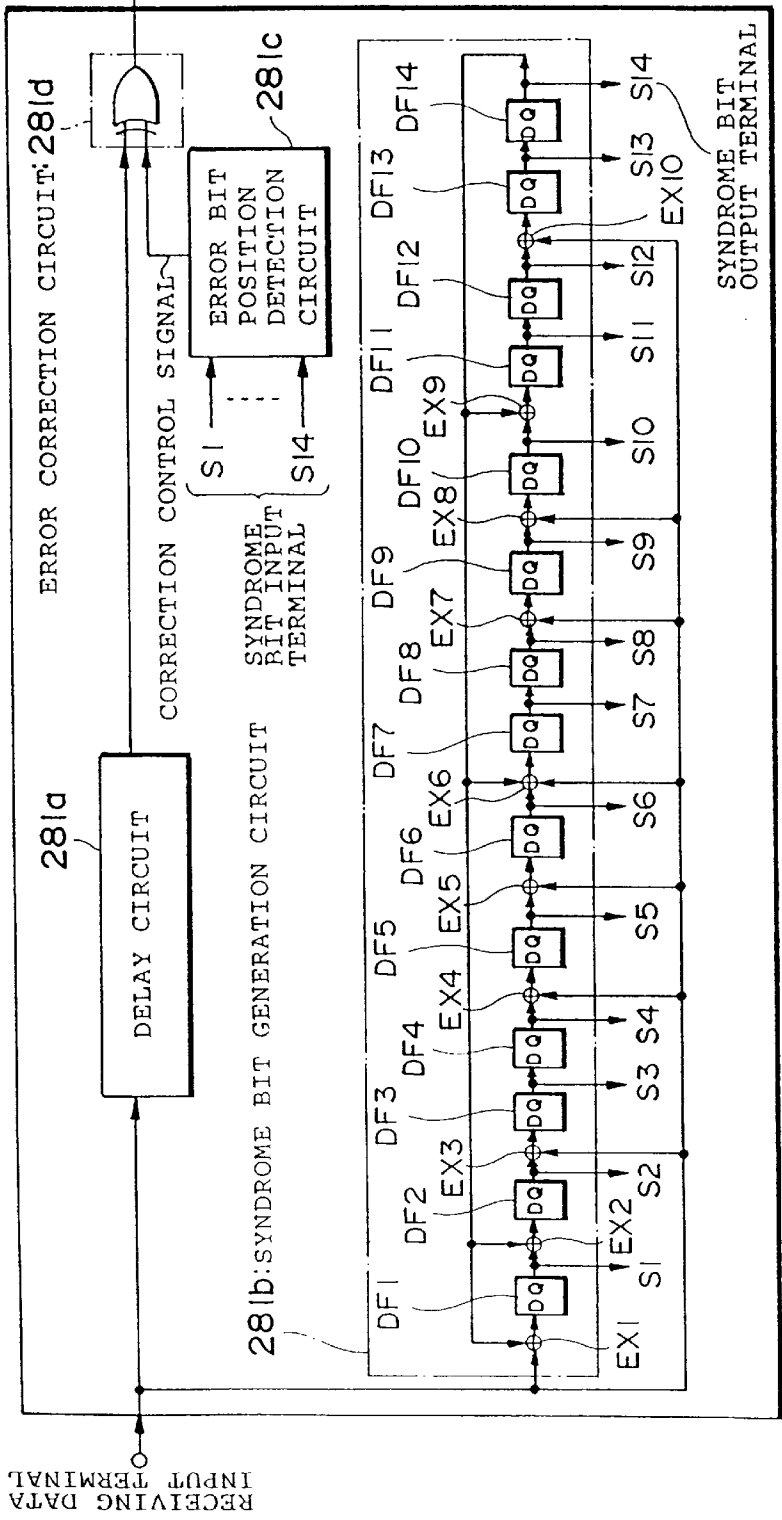 RECEIVING DATA
INPUT TERMINAL
281a
DELAY CIRCUIT
ERROR CORRECTION CIRCUIT:281d
CORRECTION CONTROL SIGNAL
281c
ERROR BIT
POSITION
DETECTION
CIRCUIT
S1
S14
SYNDROME
BIT INPUT
TERMINAL
281b:SYNDROME BIT GENERATION CIRCUIT
DF1
DF2
DF3
DF4
DF5
DF6
DF7
DF8
DF9
DF10
DF11
DF12
DF13
DF14
D Q
D Q
D Q
D Q
D Q
D Q
D Q
D Q
D Q
D Q
D Q
D Q
D Q
D Q
EX1
EX2
EX3
EX4
EX5
EX6
EX7
EX8
EX9
EX10
S1
S2
S3
S4
S5
S6
S7
S8
S9
S10
S11
S12
S13
S14
SYNDROME BIT
OUTPUT TERMINAL